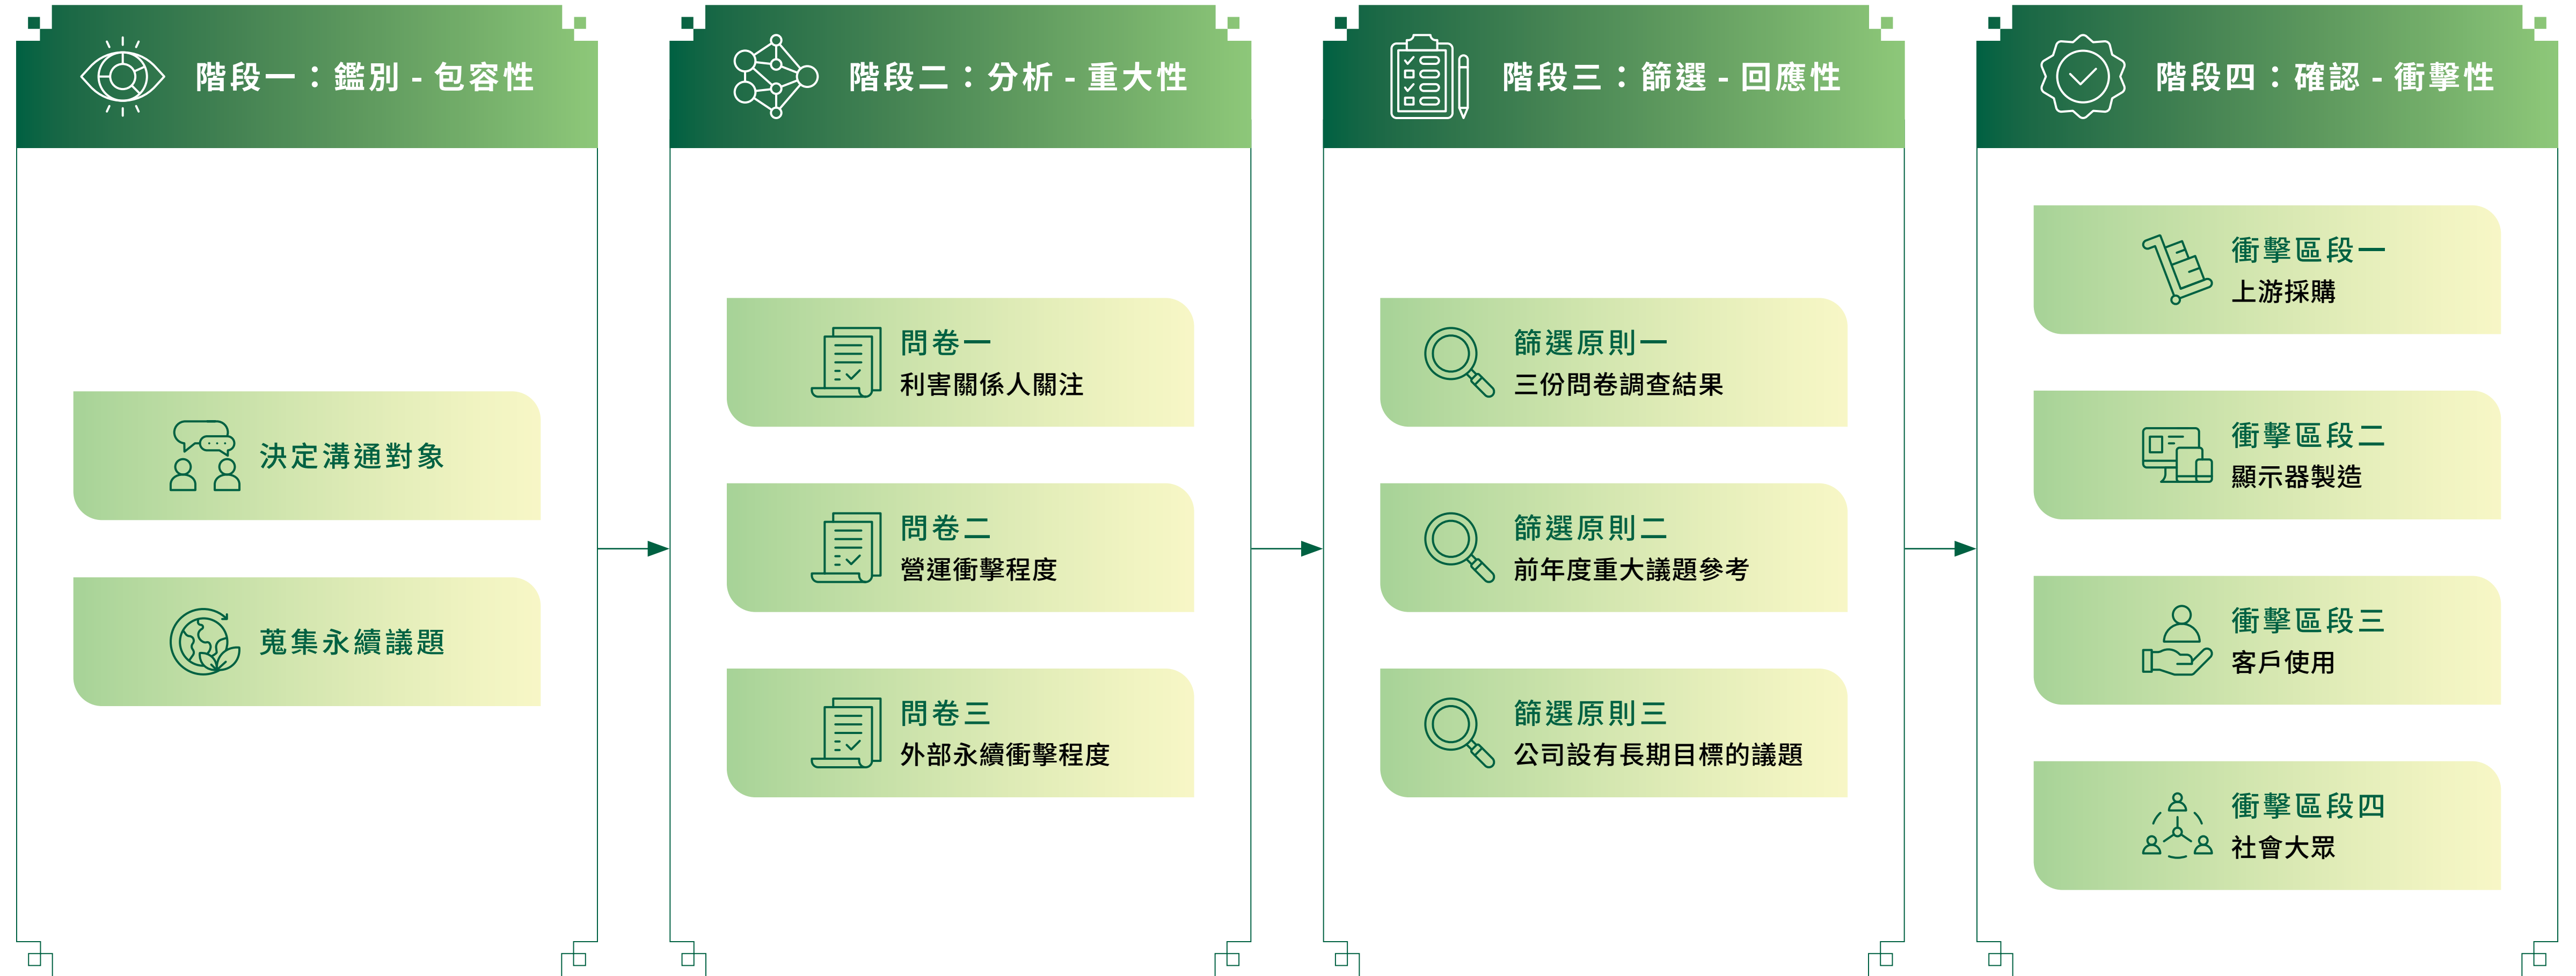 階段一：鑑別 - 包容性
決定溝通對象
蒐集永續議題
階段二：分析 - 重大性
問卷一
利害關係人關注
問卷二
營運衝擊程度
問卷三
外部永續衝擊程度
階段三：篩選 - 回應性
篩選原則一
三份問卷調查結果
篩選原則二
前年度重大議題參考
篩選原則三
公司設有長期目標的議題
階段四：確認 - 衝擊性
衝擊區段一
上游採購
衝擊區段二
顯示器製造
衝擊區段三
客戶使用
衝擊區段四
社會大眾